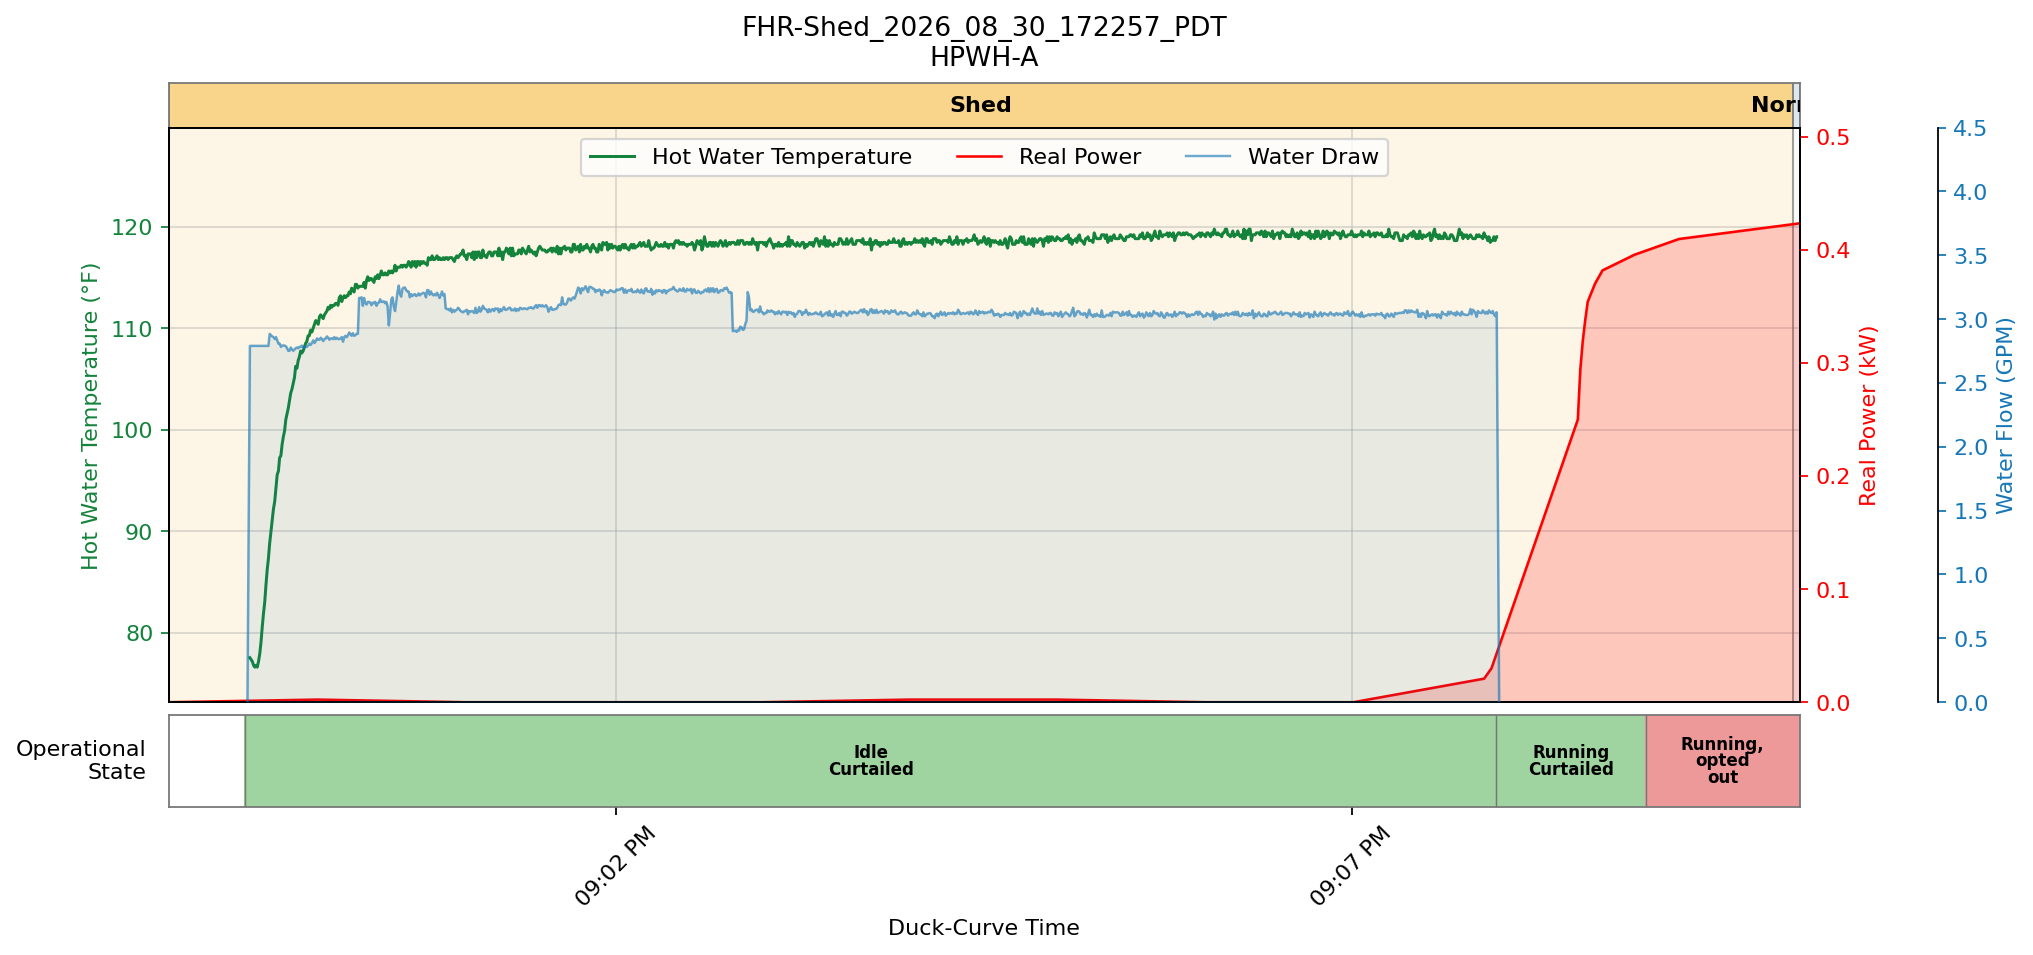 FHR-Shed_2026_08_30_172257_PDT
HPWH-A
Shed
Hot Water Temperature
Real Power
Water Draw
120
110
100
90
80
Hot Water Temperature (°F)
0.5
0.4
0.3
0.2
0.1
0.0
Real Power (kW)
4.5
4.0
3.5
3.0
2.5
2.0
1.5
1.0
0.5
0.0
Water Flow (GPM)
Operational
State
Idle
Curtailed
Running
Curtailed
Running,
opted
out
09:02 PM
09:07 PM
Duck-Curve Time